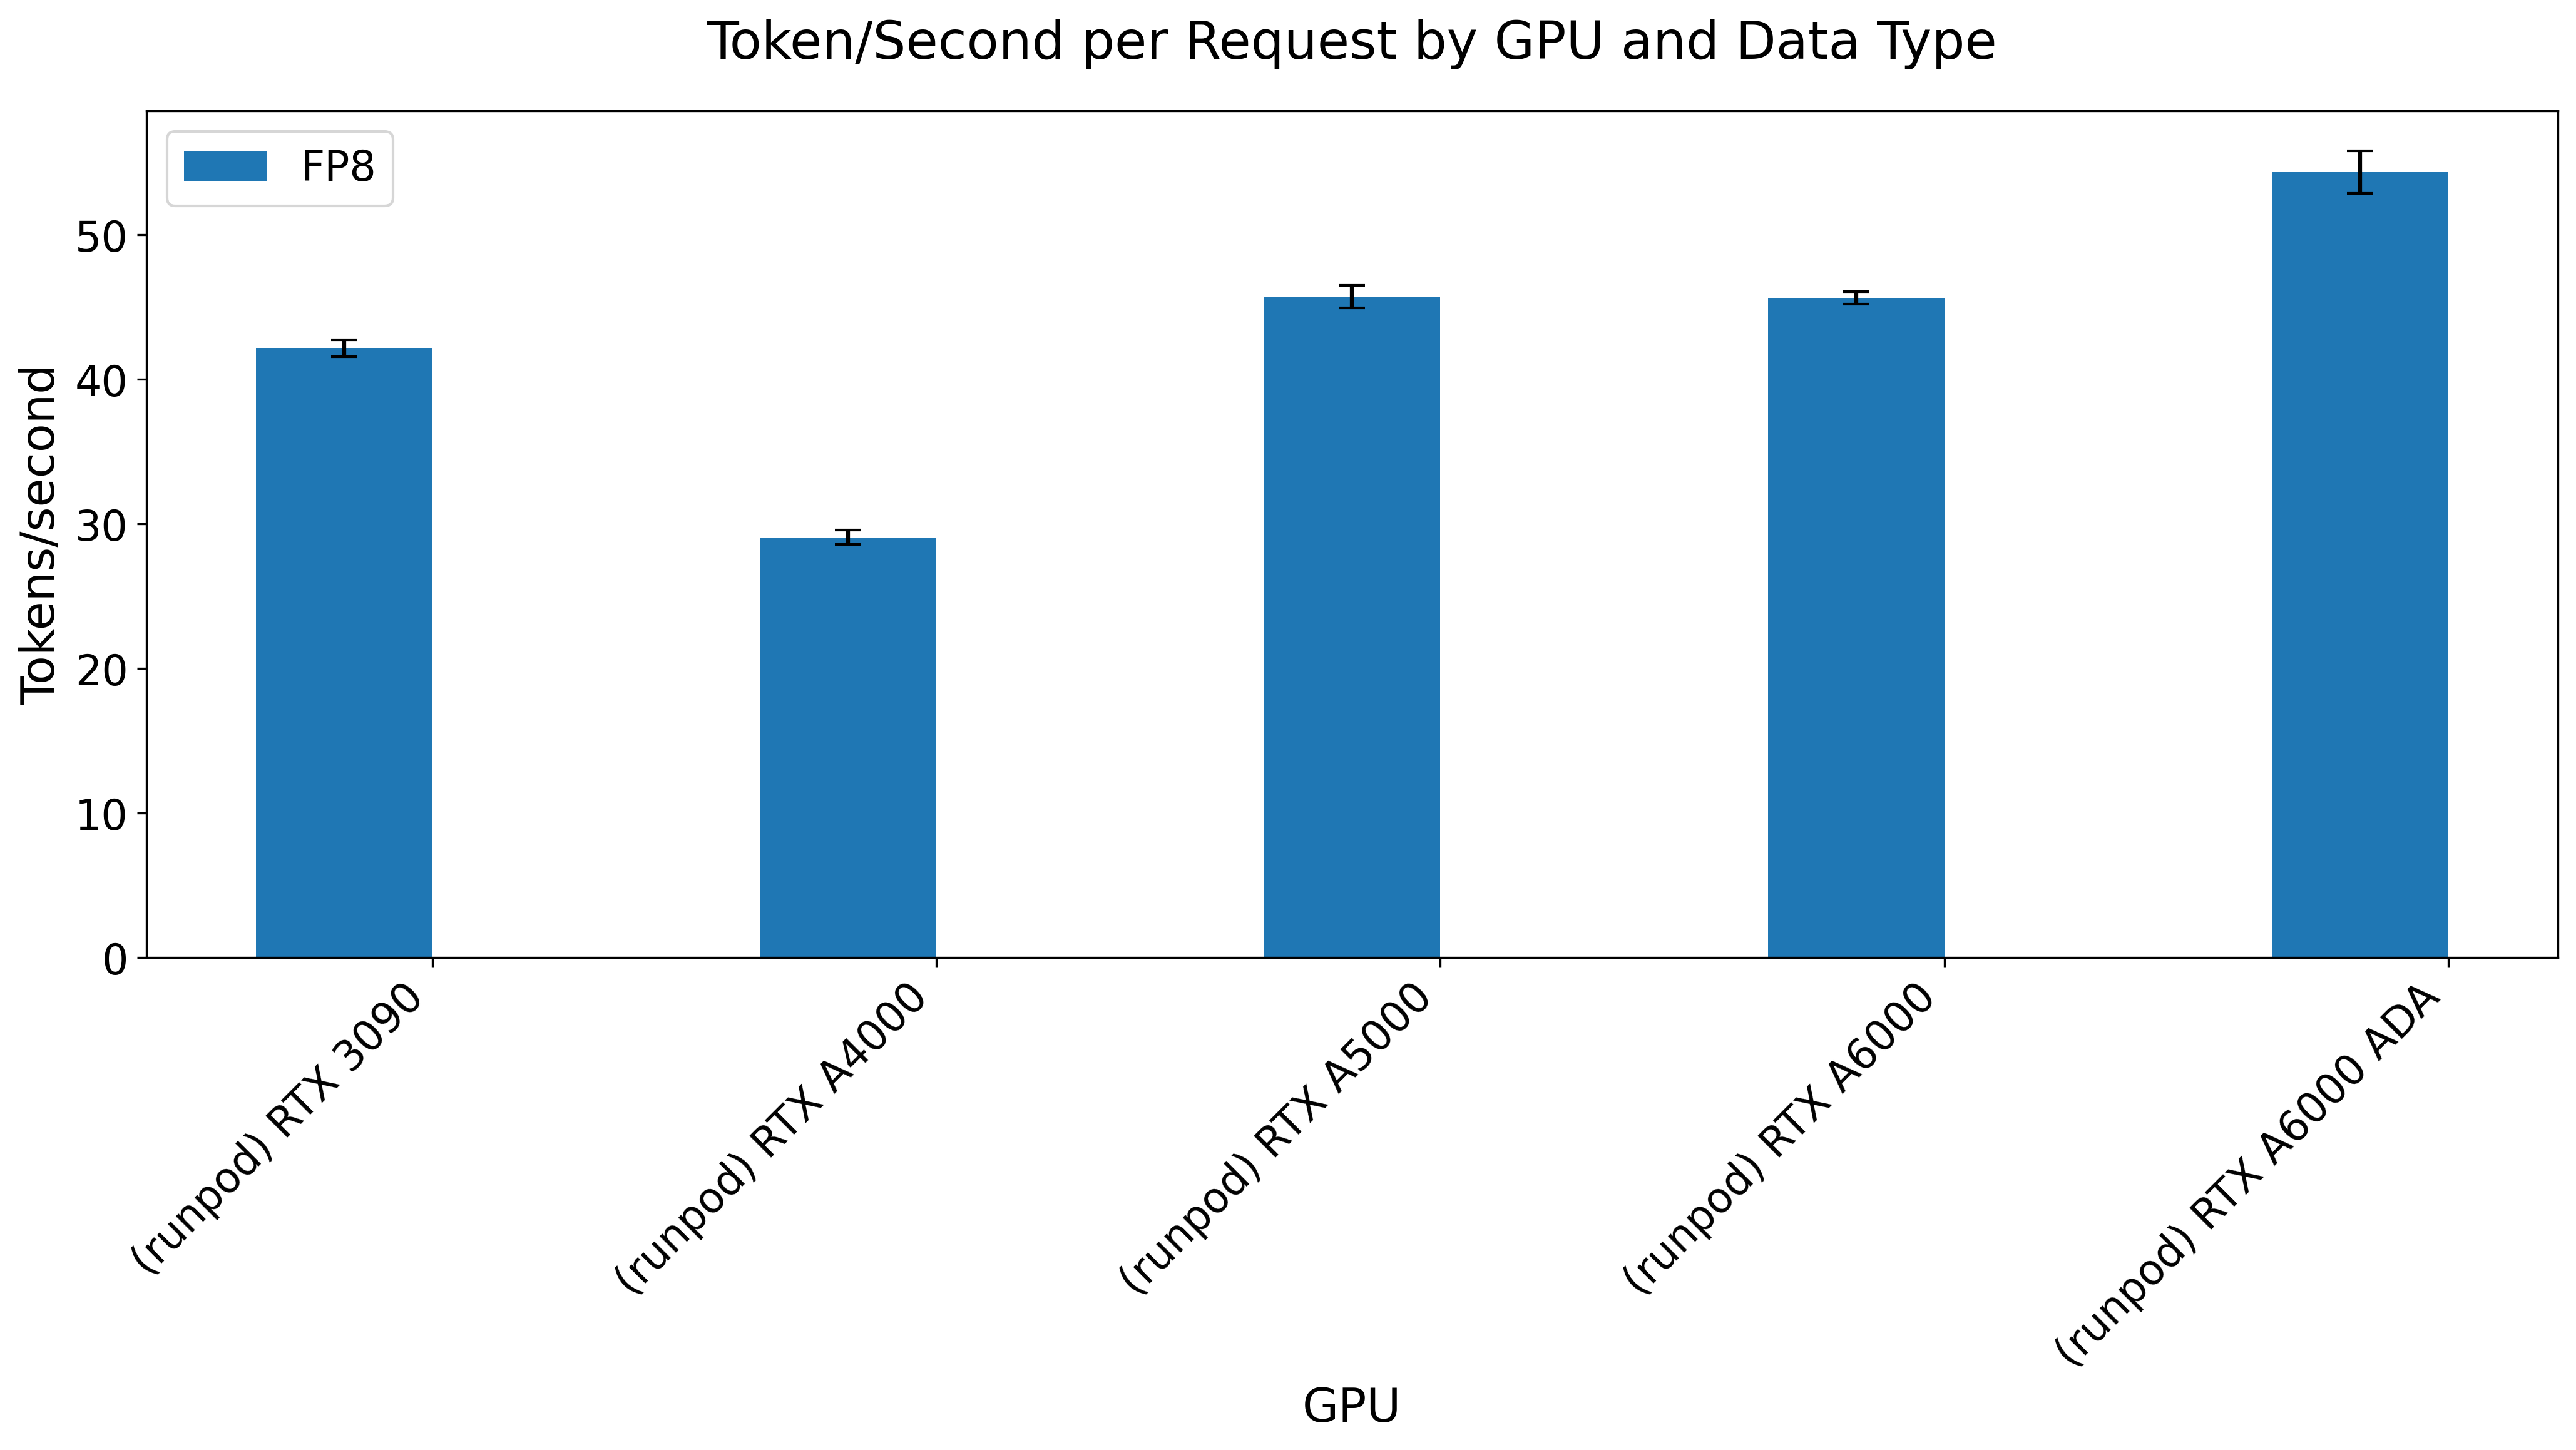 Token/Second per Request by GPU and Data Type
FP8
Tokens/second
50
40
30
20
10
0
(runpod) RTX 3090
(runpod) RTX A4000
(runpod) RTX A5000
(runpod) RTX A6000
(runpod) RTX A6000 ADA
GPU